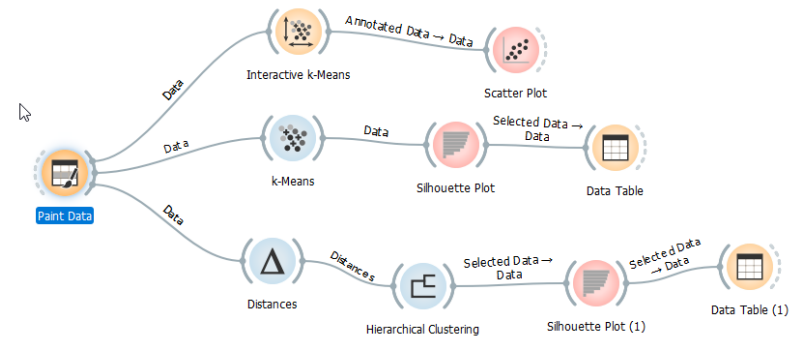 Annotated Data → Data
Interactive k-Means
Scatter Plot
Data
Data
k-Means
Data
Silhouette Plot
Selected Data →
Data
Data Table
Paint Data
Data
Distances
Distances
Hierarchical Clustering
Selected Data →
Data
Silhouette Plot (1)
Selected Data
→ Data
Data Table (1)